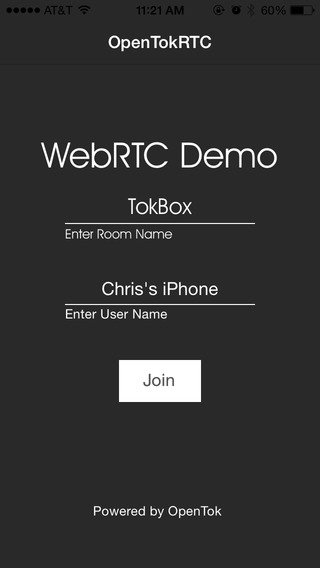 AT&T 11:21 AM 60%
OpenTokRTC
WebRTC Demo
TokBox
Enter Room Name
Chris's iPhone
Enter User Name
Join
Powered by OpenTok